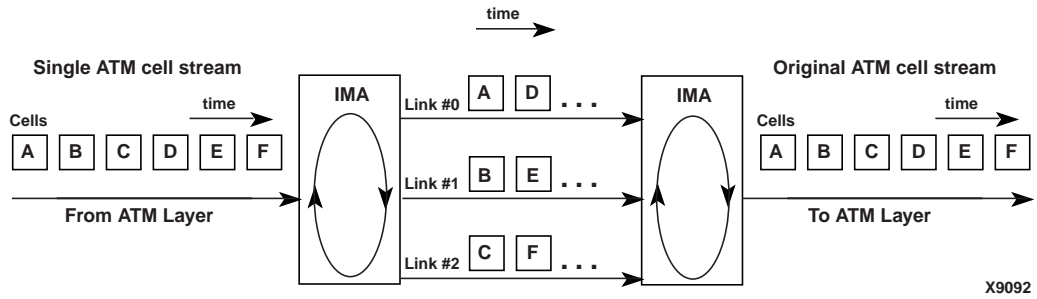 time
Single ATM cell stream
Original ATM cell stream
time
Cells
A B C D E F
From ATM Layer
IMA
Link #0
A D . . .
Link #1
B E . . .
Link #2
C F . . .
IMA
time
Cells
A B C D E F
To ATM Layer
X9092